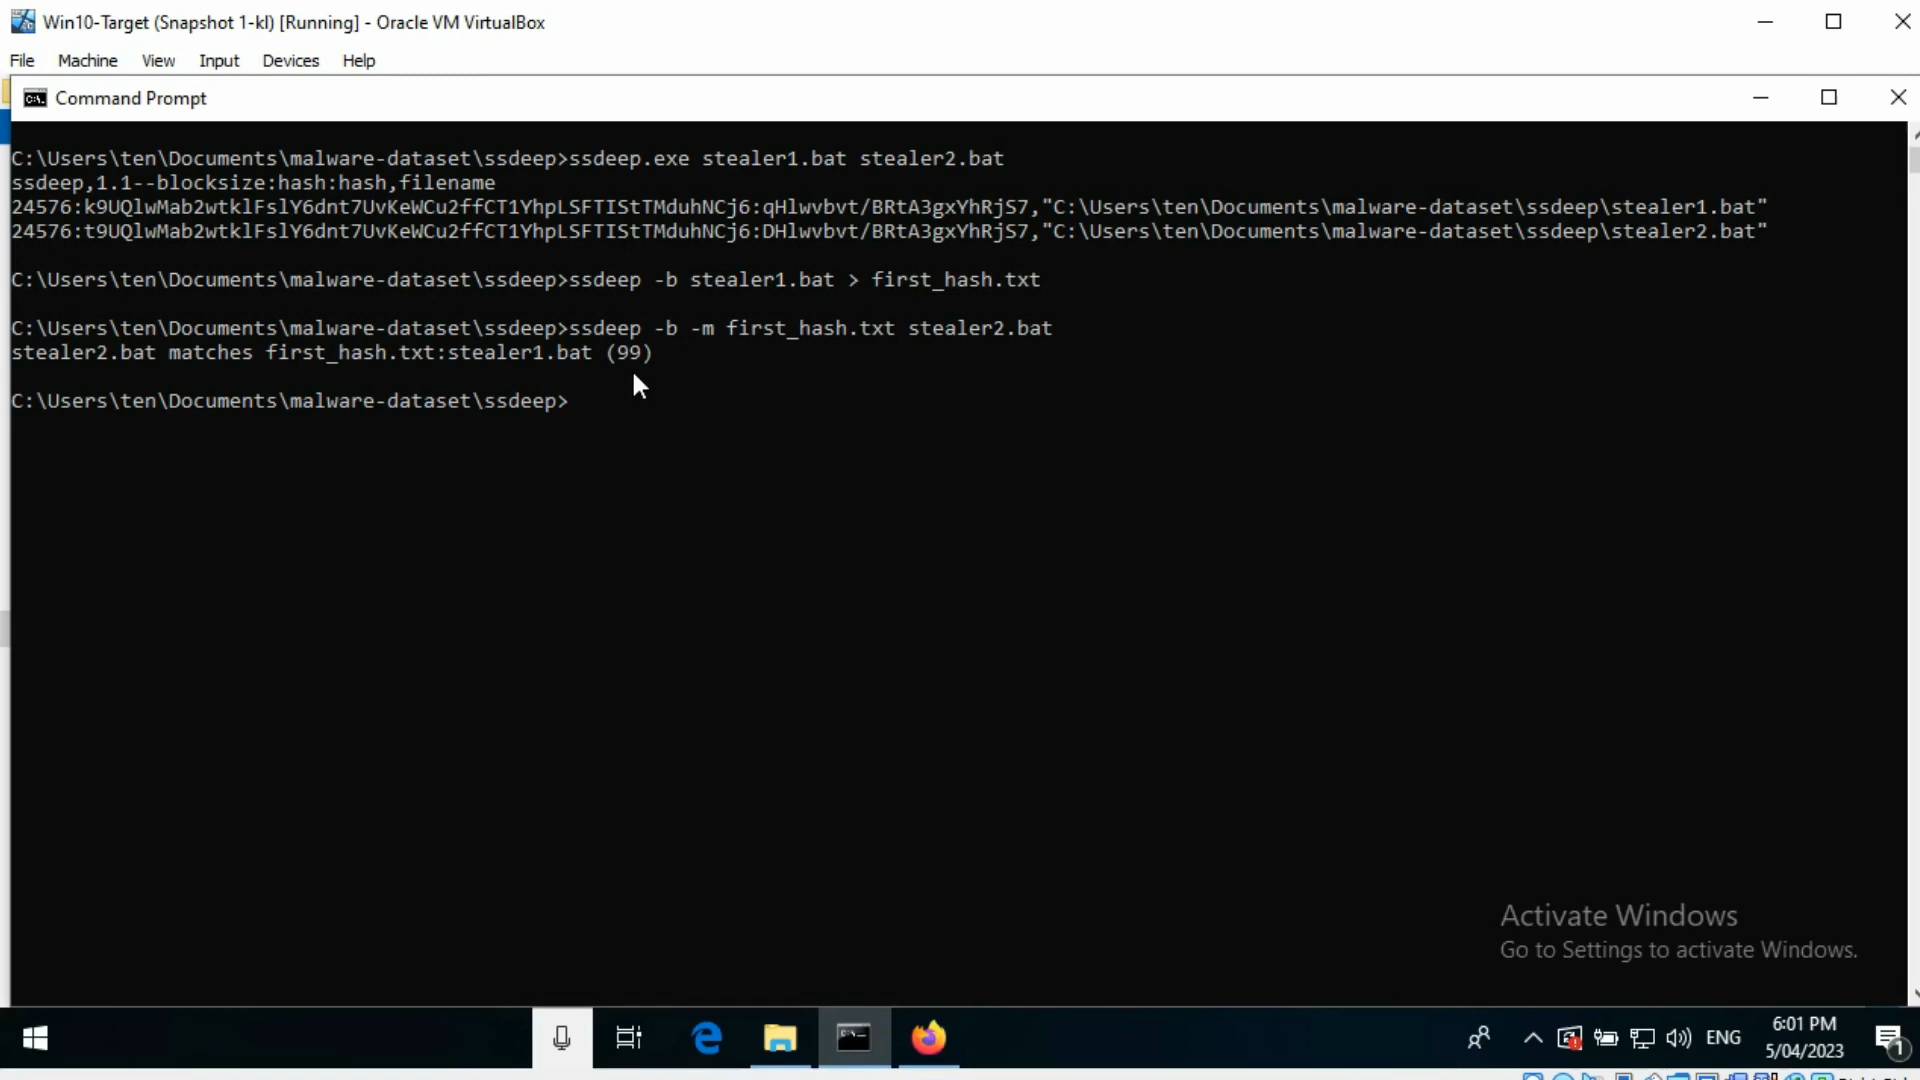 Win10-Target (Snapshot 1-kl) [Running] - Oracle VM VirtualBox
File Machine View Input Devices Help
Command Prompt
C:\Users\ten\Documents\malware-dataset\ssdeep>ssdeep.exe stealer1.bat stealer2.bat
ssdeep,1.1--blocksize:hash:hash,filename
24576:k9UQlwMab2wtklFslY6dnt7UvKeWCu2ffCT1YhpLSFTIStTMduhNCj6:qHlwvbvt/BRtA3gxYhRjS7,"C:\Users\ten\Documents\malware-dataset\ssdeep\stealer1.bat"
24576:t9UQlwMab2wtklFslY6dnt7UvKeWCu2ffCT1YhpLSFTIStTMduhNCj6:DHlwvbvt/BRtA3gxYhRjS7,"C:\Users\ten\Documents\malware-dataset\ssdeep\stealer2.bat"
C:\Users\ten\Documents\malware-dataset\ssdeep>ssdeep -b stealer1.bat > first_hash.txt
C:\Users\ten\Documents\malware-dataset\ssdeep>ssdeep -b -m first_hash.txt stealer2.bat
stealer2.bat matches first_hash.txt:stealer1.bat (99)
C:\Users\ten\Documents\malware-dataset\ssdeep>
Activate Windows
Go to Settings to activate Windows.
ENG
6:01 PM
5/04/2023
1